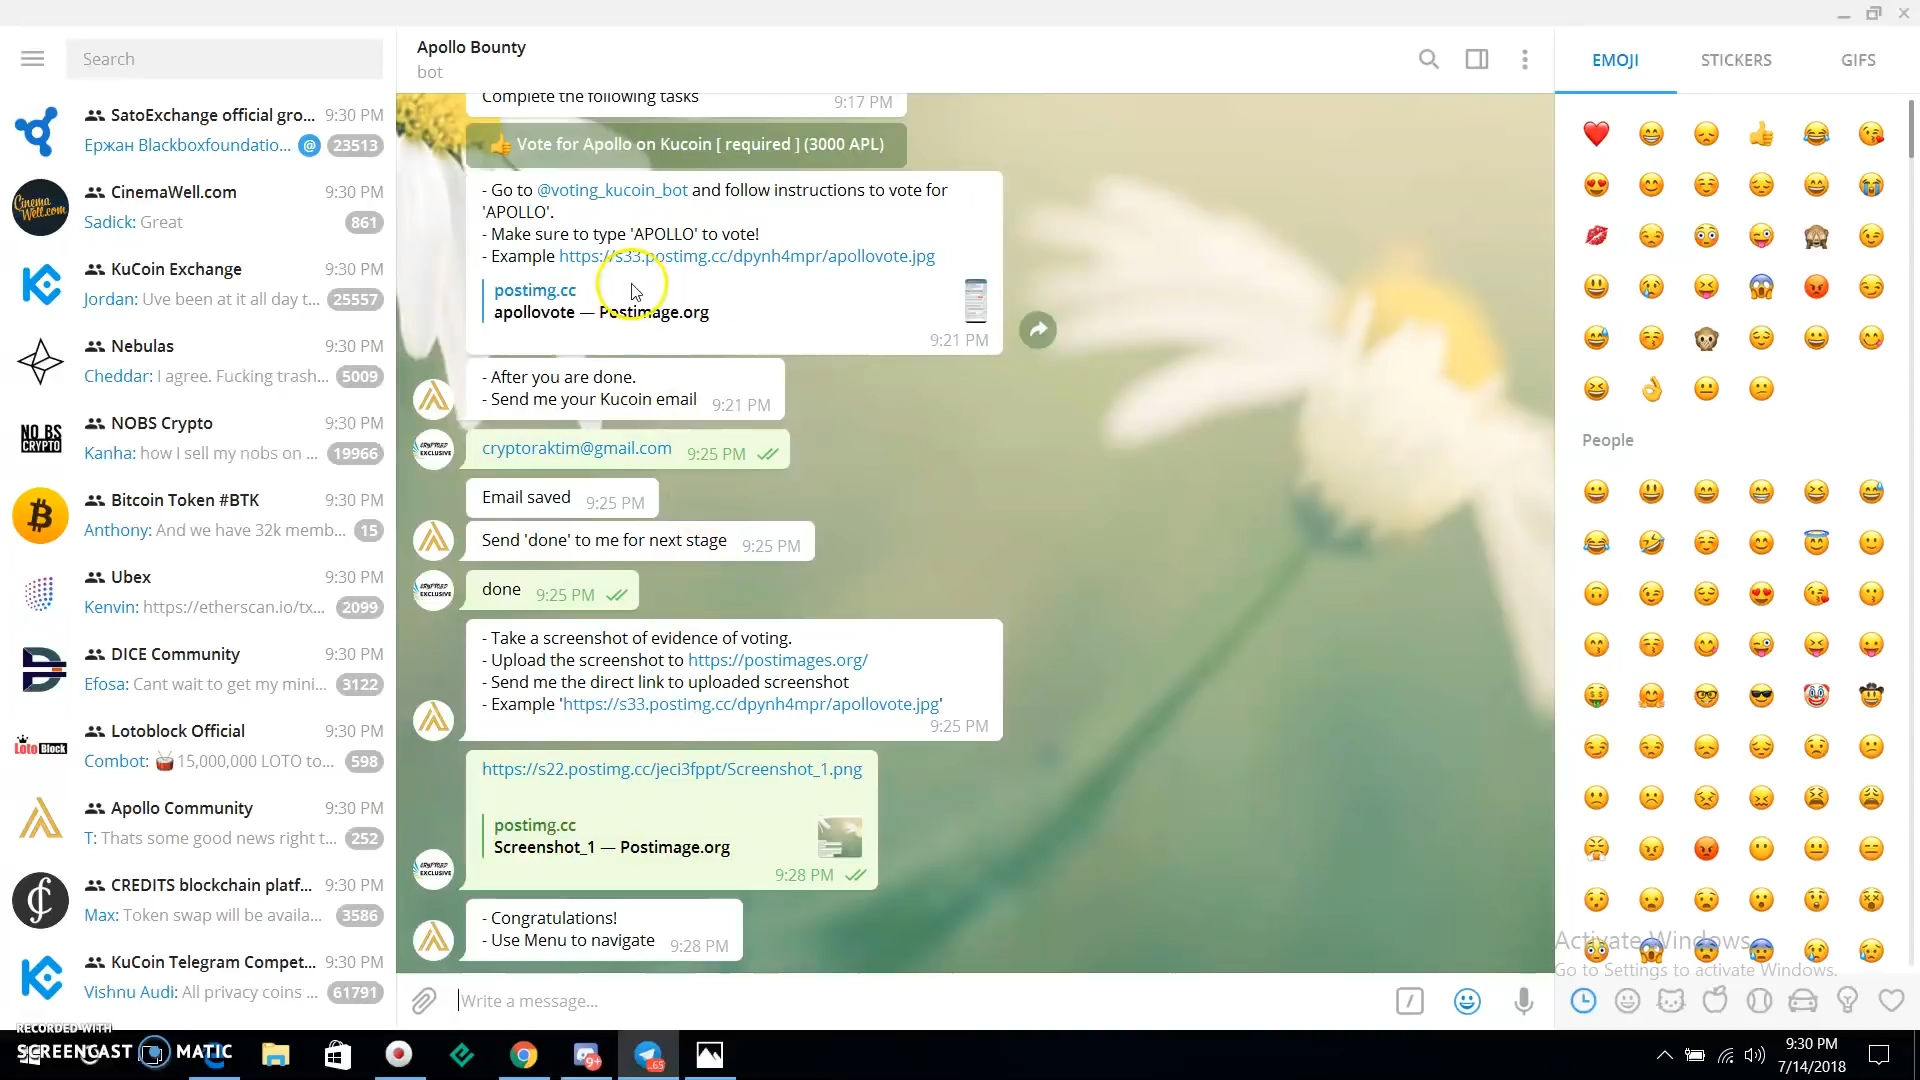 Search
SatoExchange official gro... 9:30 PM
Ержан Blackboxfoundatio... @ 23513
CinemaWell.com 9:30 PM
Sadick: Great 861
KuCoin Exchange 9:30 PM
Jordan: Uve been at it all day t... 25557
Nebulas 9:30 PM
Cheddar: I agree. Fucking trash... 5009
NOBS Crypto 9:30 PM
Kanha: how I sell my nobs on ... 19966
Bitcoin Token #BTK 9:30 PM
Anthony: And we have 32k memb... 15
Ubex 9:30 PM
Kenvin: https://etherscan.io/tx... 2099
DICE Community 9:30 PM
Efosa: Cant wait to get my mini... 3122
Lotoblock Official 9:30 PM
Combot: 15,000,000 LOTO to... 598
Apollo Community 9:30 PM
T: Thats some good news right t... 252
CREDITS blockchain platf... 9:30 PM
Max: Token swap will be availa... 3586
KuCoin Telegram Compet... 9:30 PM
Vishnu Audi: All privacy coins ... 61791
CinemaWell.com
NO BS
CRYPTO
Loto Block
Apollo Bounty
bot
Complete the following tasks 9:17 PM
Vote for Apollo on Kucoin [ required ] (3000 APL)
- Go to @voting_kucoin_bot and follow instructions to vote for
'APOLLO'.
- Make sure to type 'APOLLO' to vote!
- Example https://s33.postimg.cc/dpynh4mpr/apollovote.jpg
postimg.cc
apollovote — Postimage.org
9:21 PM
- After you are done.
- Send me your Kucoin email 9:21 PM
cryptoraktim@gmail.com 9:25 PM
Email saved 9:25 PM
Send 'done' to me for next stage 9:25 PM
done 9:25 PM
- Take a screenshot of evidence of voting.
- Upload the screenshot to https://postimages.org/
- Send me the direct link to uploaded screenshot
- Example 'https://s33.postimg.cc/dpynh4mpr/apollovote.jpg'
9:25 PM
https://s22.postimg.cc/jeci3fppt/Screenshot_1.png
postimg.cc
Screenshot_1 — Postimage.org
9:28 PM
- Congratulations!
- Use Menu to navigate 9:28 PM
Write a message...
EMOJI STICKERS GIFS
People
Activate Windows
Go to Settings to activate Windows.
RECORDED WITH
SCREENCAST MATIC
9+
65
9:30 PM
7/14/2018